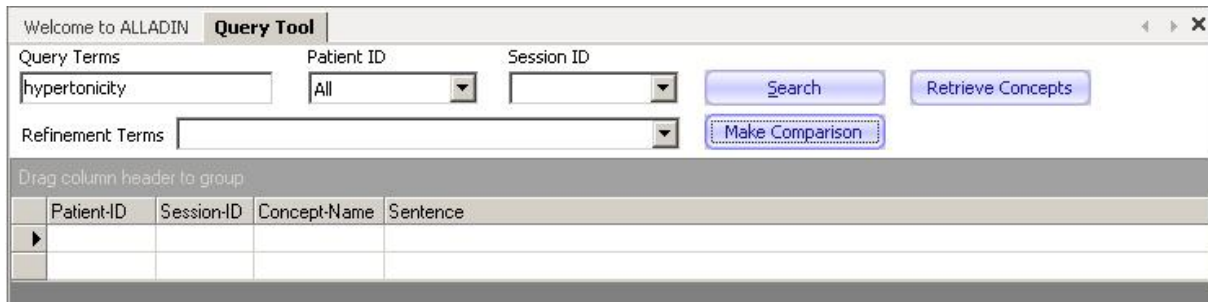 Welcome to ALLADIN Query Tool
Query Terms Patient ID Session ID
hypertonicity All Search Retrieve Concepts
Refinement Terms Make Comparison
Drag column header to group
Patient-ID Session-ID Concept-Name Sentence